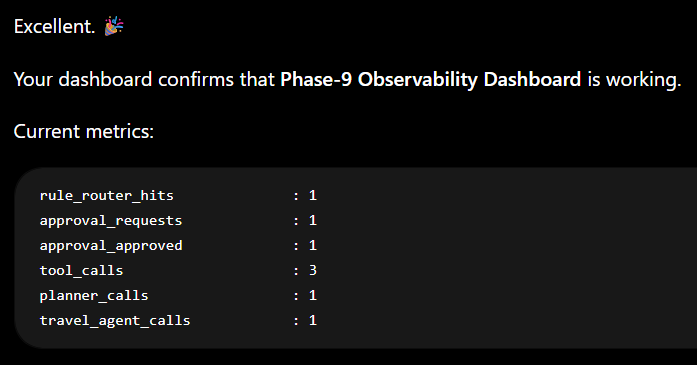 Excellent. 🎉
Your dashboard confirms that Phase-9 Observability Dashboard is working.
Current metrics:
rule_router_hits : 1
approval_requests : 1
approval_approved : 1
tool_calls : 3
planner_calls : 1
travel_agent_calls : 1